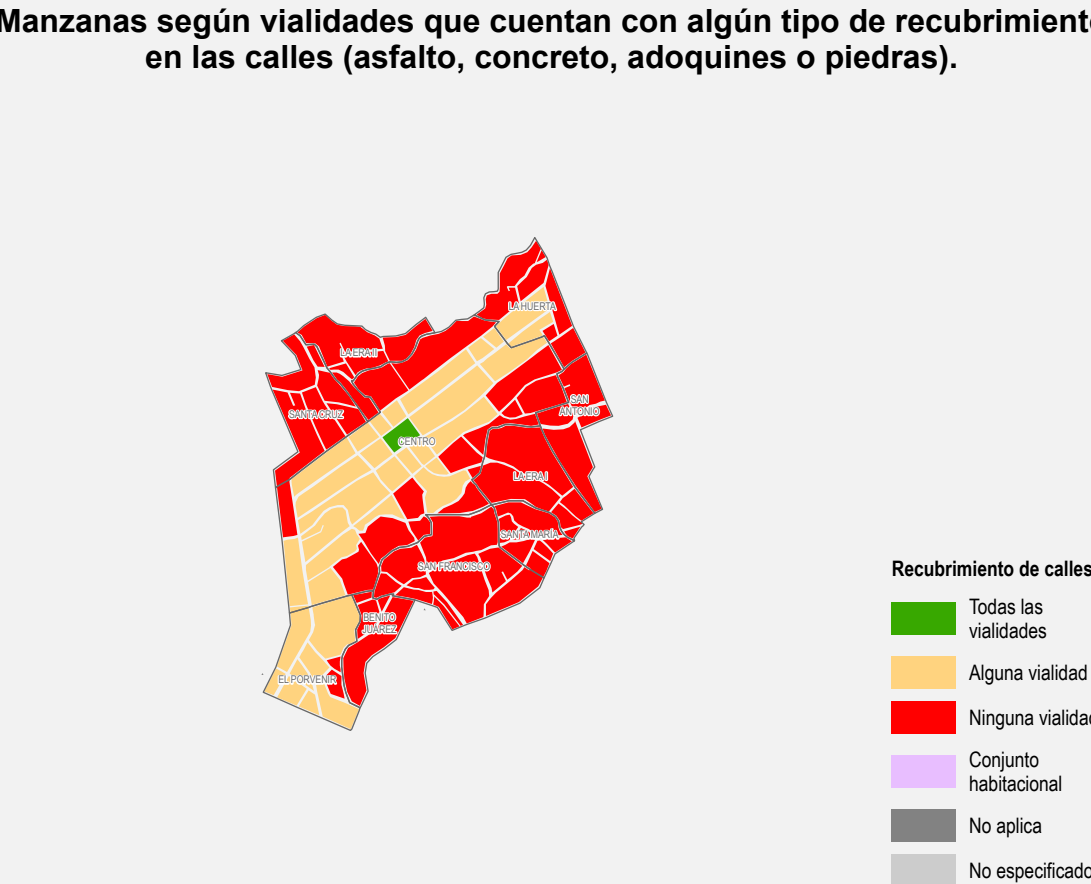 Manzanas según vialidades que cuentan con algún tipo de recubrimiento
en las calles (asfalto, concreto, adoquines o piedras).
LA HUERTA
LA ERA II
SAN
ANTONIO
SANTA CRUZ
CENTRO
LA ERA I
SANTA MARÍA
SAN FRANCISCO
BENITO
JUÁREZ
EL PORVENIR
Recubrimiento de calles
Todas las
vialidades
Alguna vialidad
Ninguna vialidad
Conjunto
habitacional
No aplica
No especificado